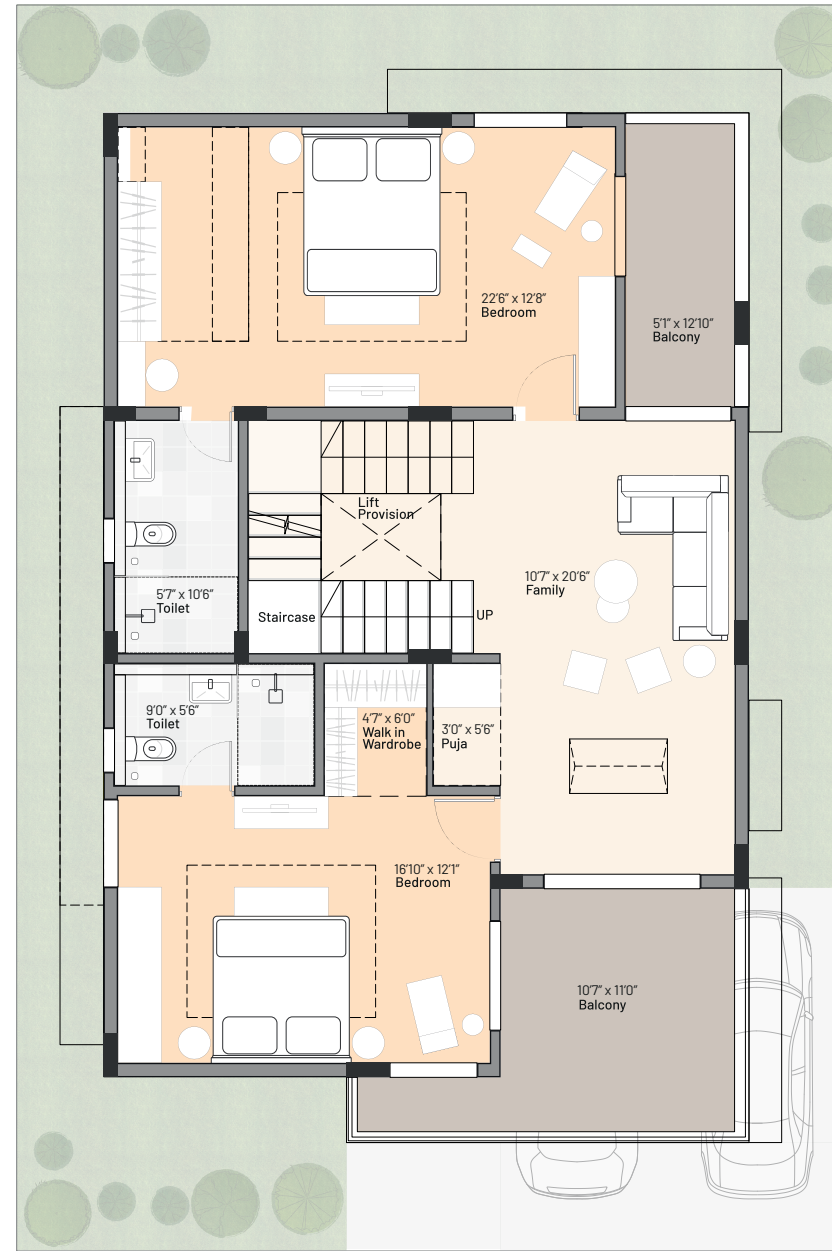 22'6" x 12'8"
Bedroom
5'1" x 12'10"
Balcony
Lift
Provision
10'7" x 20'6"
Family
5'7" x 10'6"
Toilet
Staircase
UP
9'0" x 5'6"
Toilet
4'7" x 6'0"
Walk in
Wardrobe
3'0" x 5'6"
Puja
16'10" x 12'1"
Bedroom
10'7" x 11'0"
Balcony